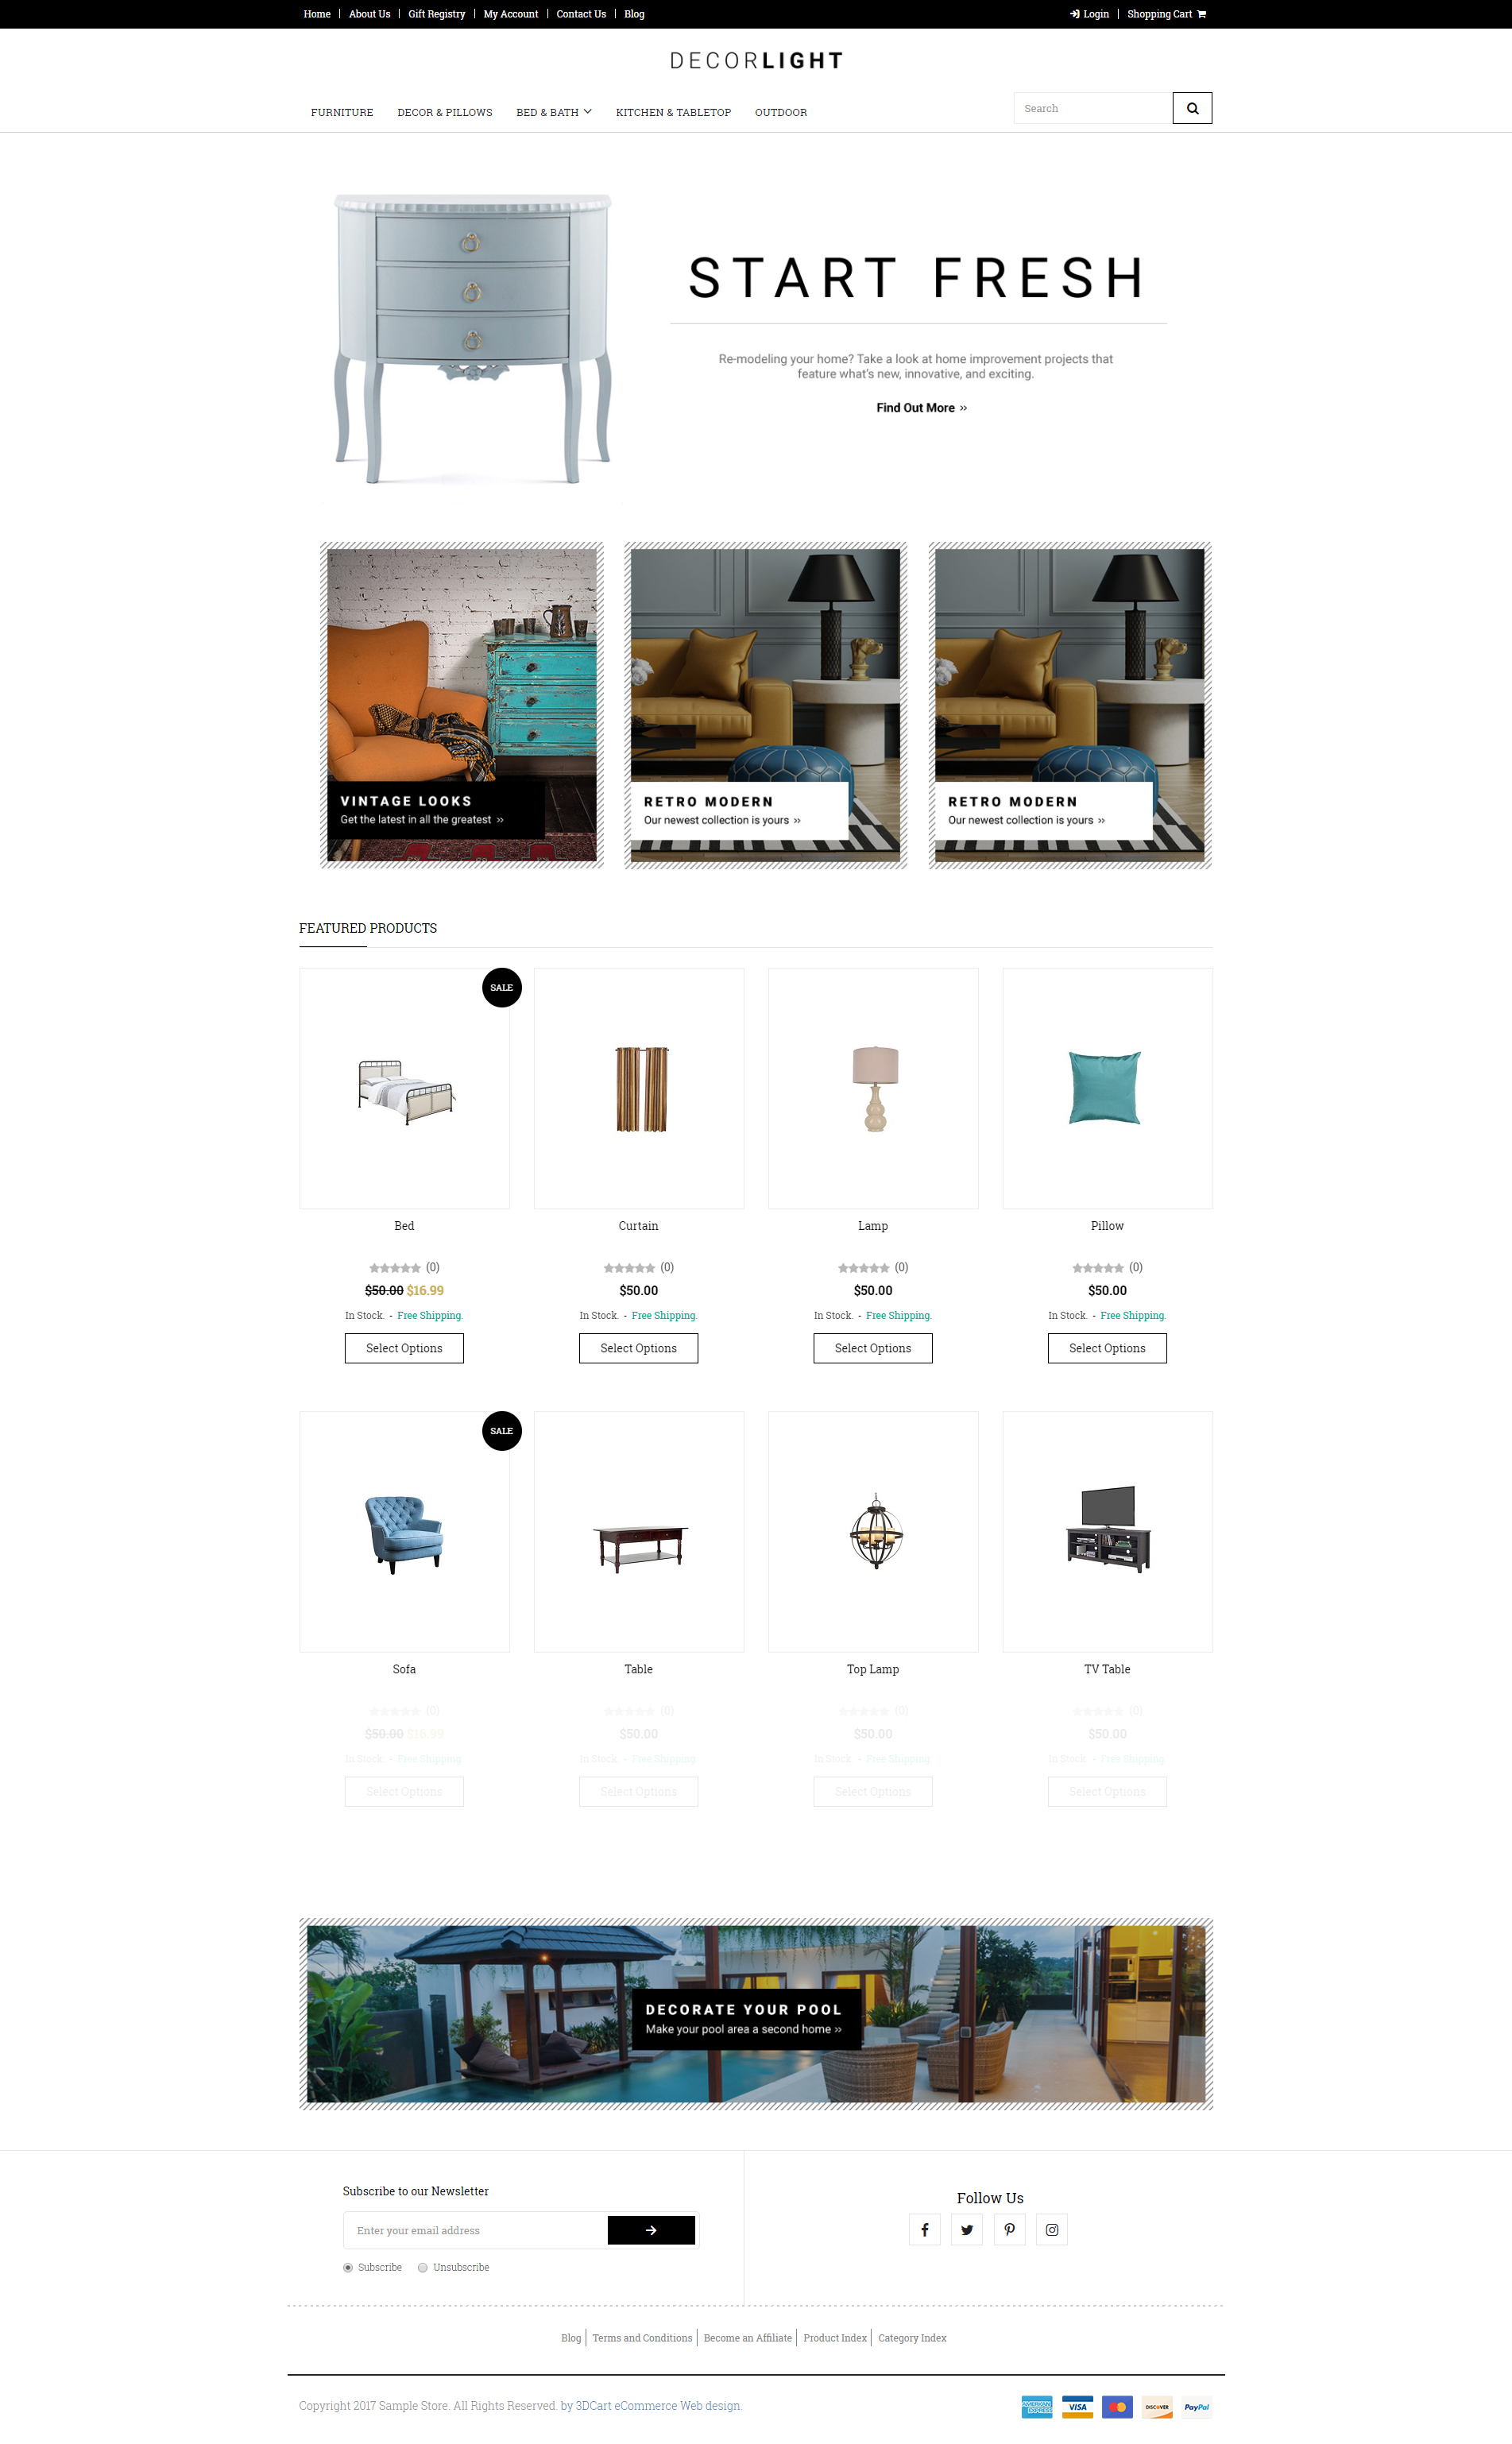 Home | About Us | Gift Registry | My Account | Contact Us | Blog
Login | Shopping Cart
DECORLIGHT
FURNITURE DECOR & PILLOWS BED & BATH KITCHEN & TABLETOP OUTDOOR
Search
START FRESH
Re-modeling your home? Take a look at home improvement projects that
feature what's new, innovative, and exciting.
Find Out More »
VINTAGE LOOKS
Get the latest in all the greatest »
RETRO MODERN
Our newest collection is yours »
RETRO MODERN
Our newest collection is yours »
FEATURED PRODUCTS
SALE
Bed
(0)
$50.00 $16.99
In Stock. - Free Shipping.
Select Options
Curtain
(0)
$50.00
In Stock. - Free Shipping.
Select Options
Lamp
(0)
$50.00
In Stock. - Free Shipping.
Select Options
Pillow
(0)
$50.00
In Stock. - Free Shipping.
Select Options
SALE
Sofa
(0)
$50.00 $16.99
In Stock. - Free Shipping.
Select Options
Table
(0)
$50.00
In Stock. - Free Shipping.
Select Options
Top Lamp
(0)
$50.00
In Stock. - Free Shipping.
Select Options
TV Table
(0)
$50.00
In Stock. - Free Shipping.
Select Options
DECORATE YOUR POOL
Make your pool area a second home »
Subscribe to our Newsletter
Enter your email address
Subscribe Unsubscribe
Follow Us
Blog | Terms and Conditions | Become an Affiliate | Product Index | Category Index
Copyright 2017 Sample Store. All Rights Reserved. by 3DCart eCommerce Web design.
AMERICAN EXPRESS VISA DISCOVER PayPal